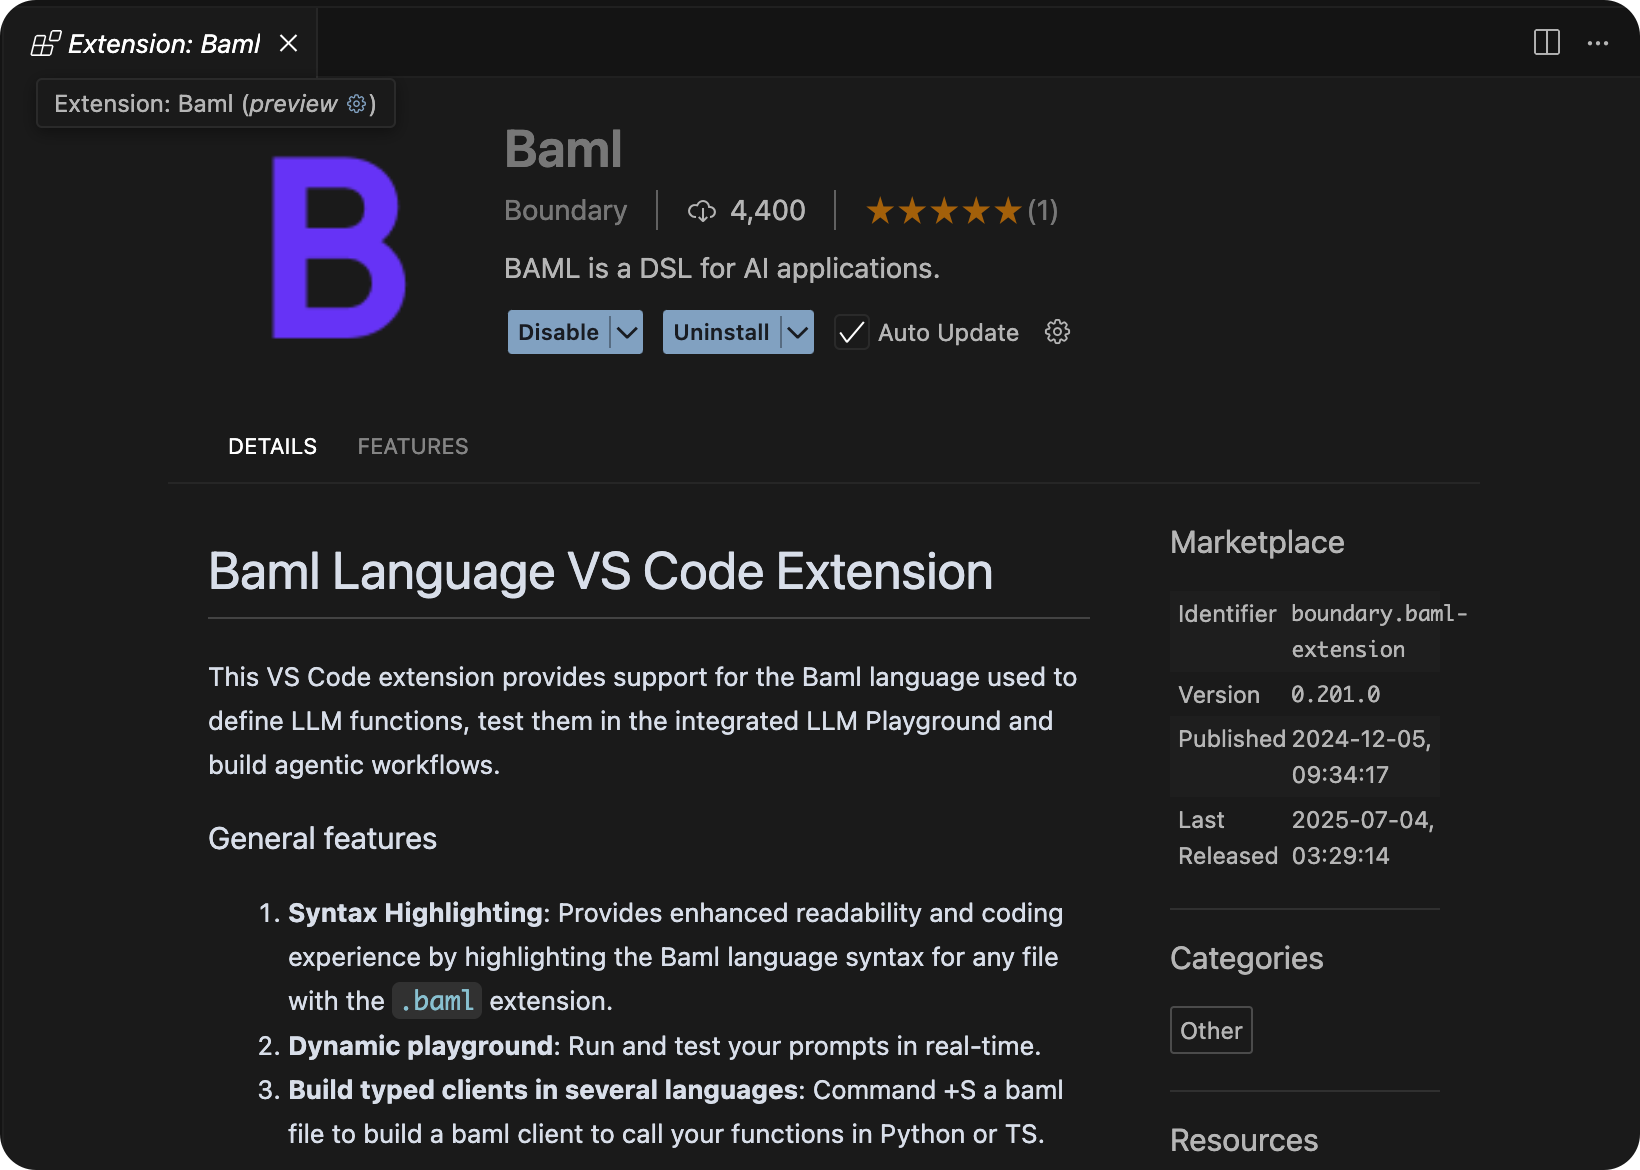 Extension: Baml
Extension: Baml (preview)
B
Baml
Boundary 4,400 (1)
BAML is a DSL for AI applications.
Disable Uninstall Auto Update
DETAILS FEATURES
Baml Language VS Code Extension
This VS Code extension provides support for the Baml language used to
define LLM functions, test them in the integrated LLM Playground and
build agentic workflows.
General features
1. Syntax Highlighting: Provides enhanced readability and coding
experience by highlighting the Baml language syntax for any file
with the .baml extension.
2. Dynamic playground: Run and test your prompts in real-time.
3. Build typed clients in several languages: Command +S a baml
file to build a baml client to call your functions in Python or TS.
Marketplace
Identifier boundary.baml-
extension
Version 0.201.0
Published 2024-12-05,
09:34:17
Last 2025-07-04,
Released 03:29:14
Categories
Other
Resources